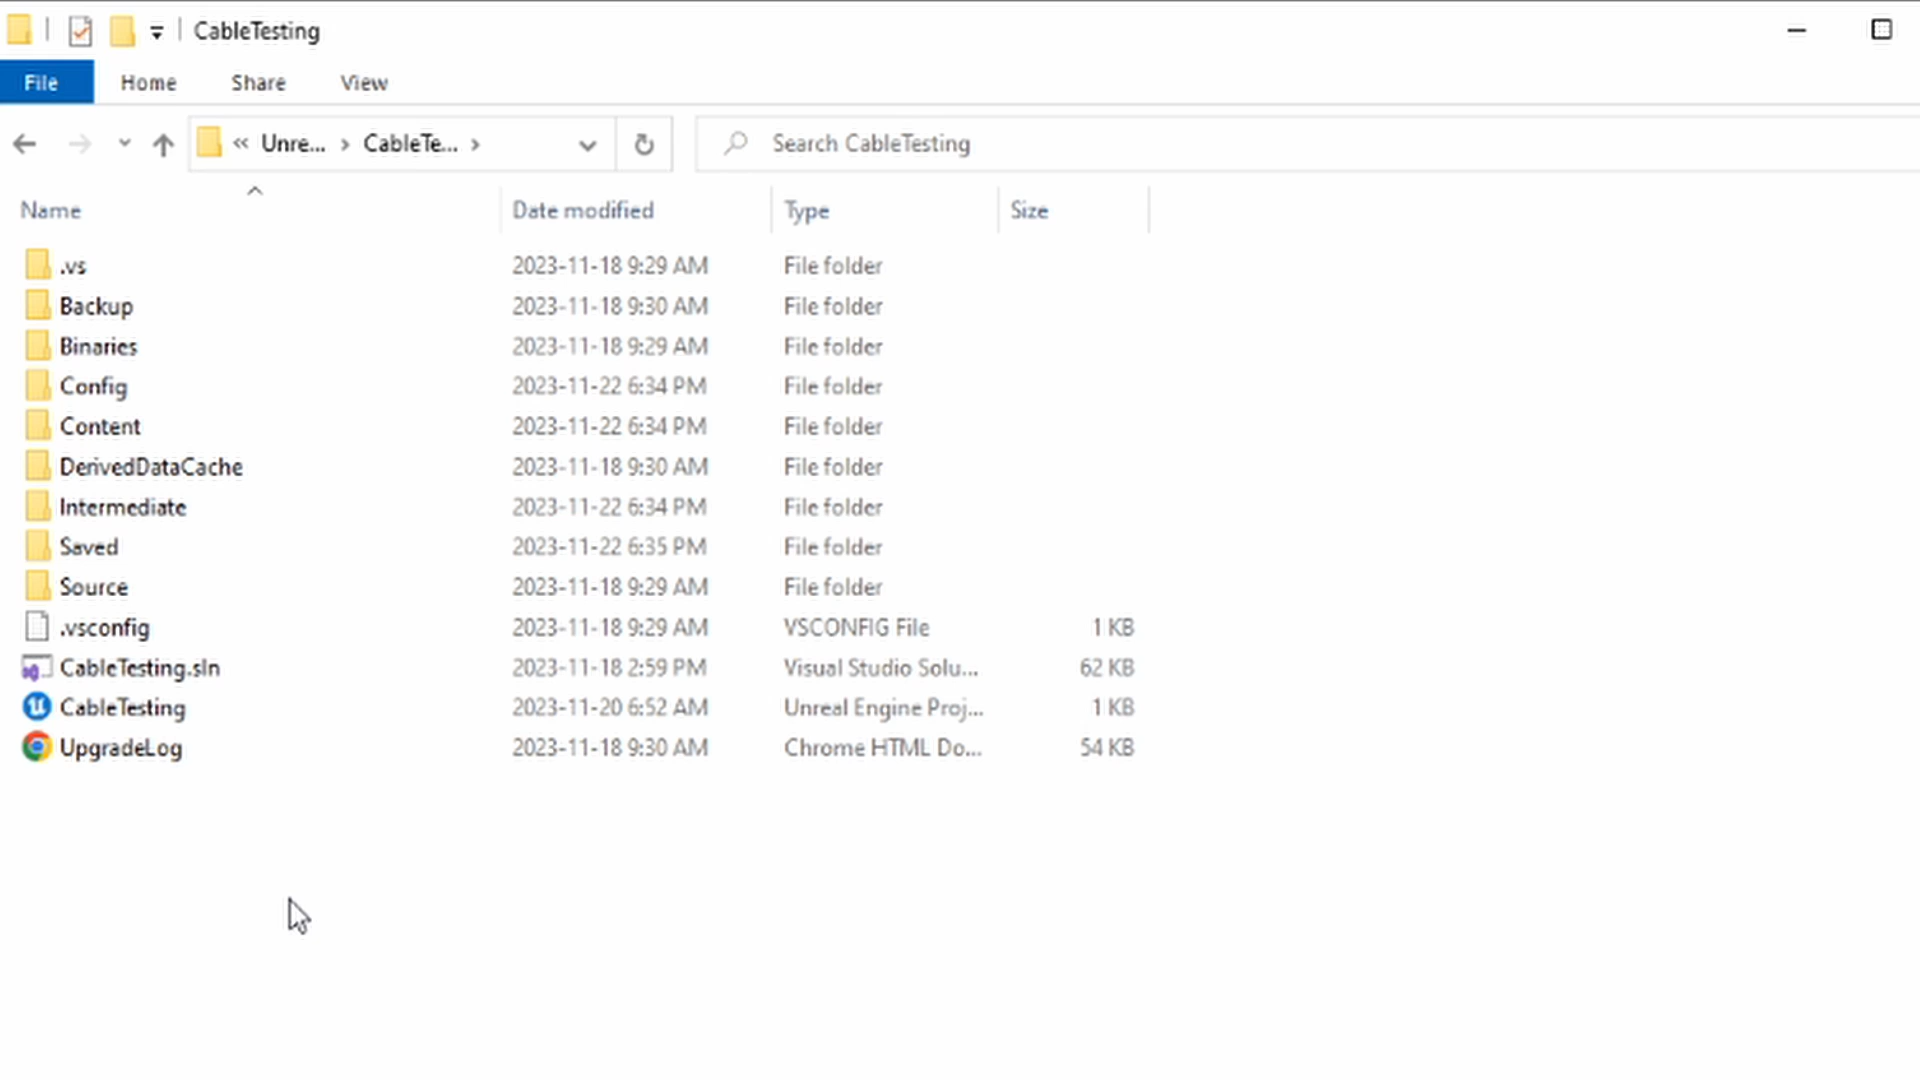 CableTesting
File Home Share View
« Unre... › CableTe... › Search CableTesting
Name Date modified Type Size
.vs 2023-11-18 9:29 AM File folder
Backup 2023-11-18 9:30 AM File folder
Binaries 2023-11-18 9:29 AM File folder
Config 2023-11-22 6:34 PM File folder
Content 2023-11-22 6:34 PM File folder
DerivedDataCache 2023-11-18 9:30 AM File folder
Intermediate 2023-11-22 6:34 PM File folder
Saved 2023-11-22 6:35 PM File folder
Source 2023-11-18 9:29 AM File folder
.vsconfig 2023-11-18 9:29 AM VSCONFIG File 1 KB
CableTesting.sln 2023-11-18 2:59 PM Visual Studio Solu... 62 KB
CableTesting 2023-11-20 6:52 AM Unreal Engine Proj... 1 KB
UpgradeLog 2023-11-18 9:30 AM Chrome HTML Do... 54 KB